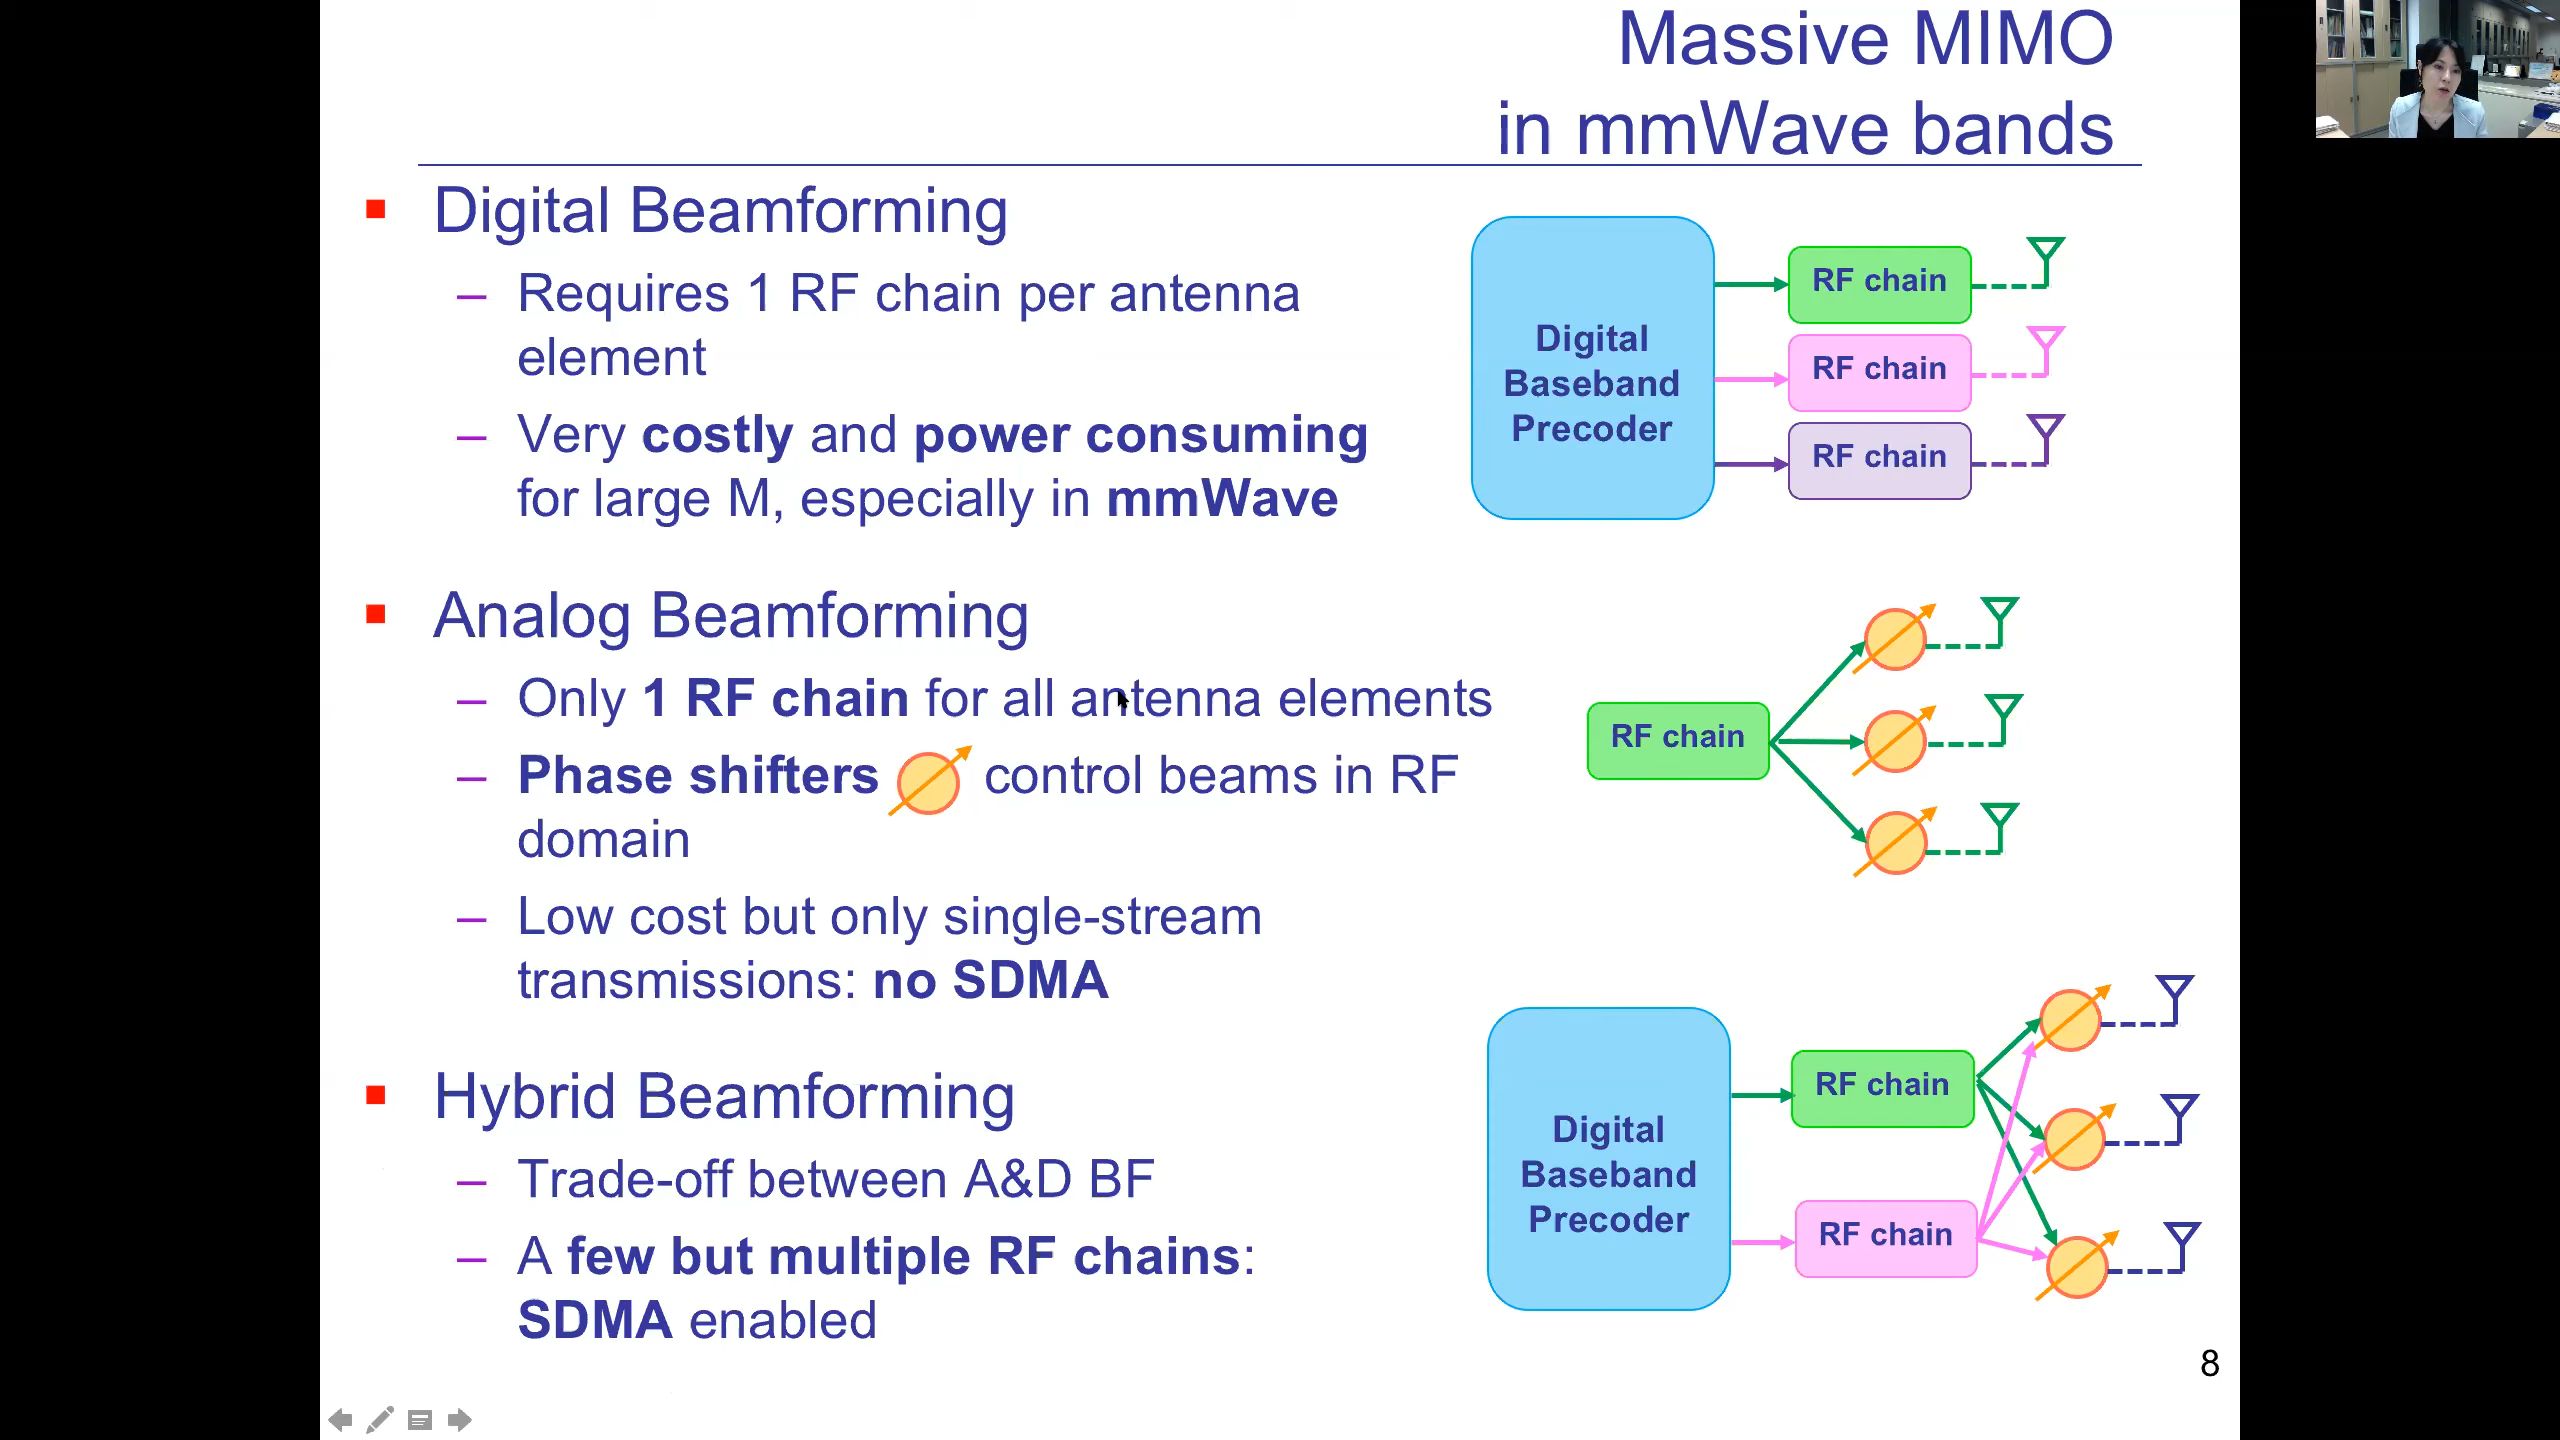 Massive MIMO
in mmWave bands
Digital Beamforming
– Requires 1 RF chain per antenna
element
– Very costly and power consuming
for large M, especially in mmWave
Digital
Baseband
Precoder
RF chain
RF chain
RF chain
Analog Beamforming
– Only 1 RF chain for all antenna elements
– Phase shifters control beams in RF
domain
– Low cost but only single-stream
transmissions: no SDMA
RF chain
Hybrid Beamforming
– Trade-off between A&D BF
– A few but multiple RF chains:
SDMA enabled
Digital
Baseband
Precoder
RF chain
RF chain
8